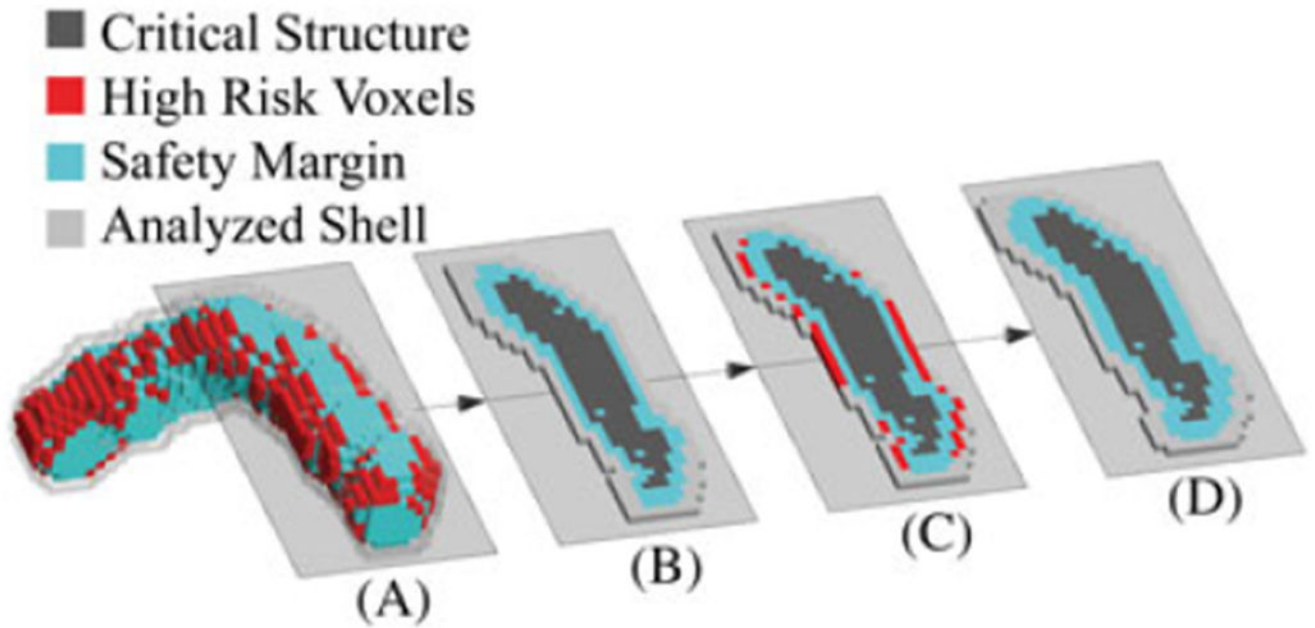 Critical Structure
High Risk Voxels
Safety Margin
Analyzed Shell
(A)
(B)
(C)
(D)